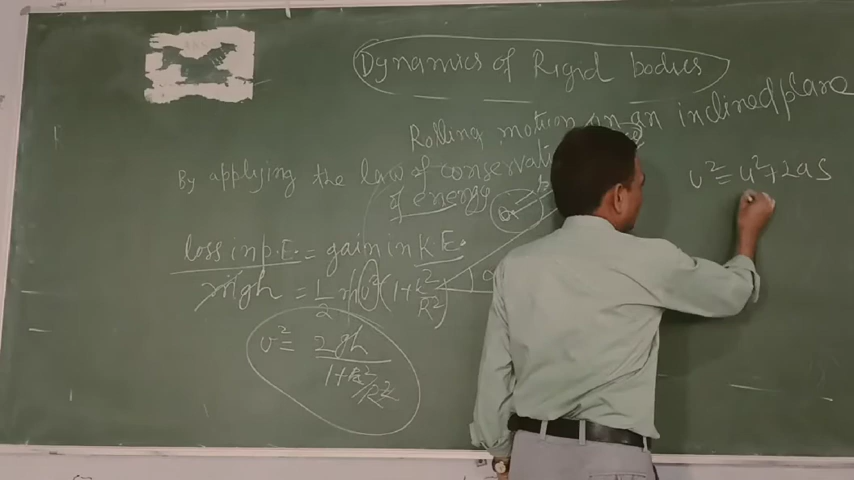 Dynamics of Rigid bodies
Rolling motion on an inclined plane
By applying the law of conservati
of energy
v² = u² + 2as
loss in p.E. = gain in K.E.
mgh = 1/2 mv² (1 + k²/R²)
v² = 2gh / 1 + k²/R²